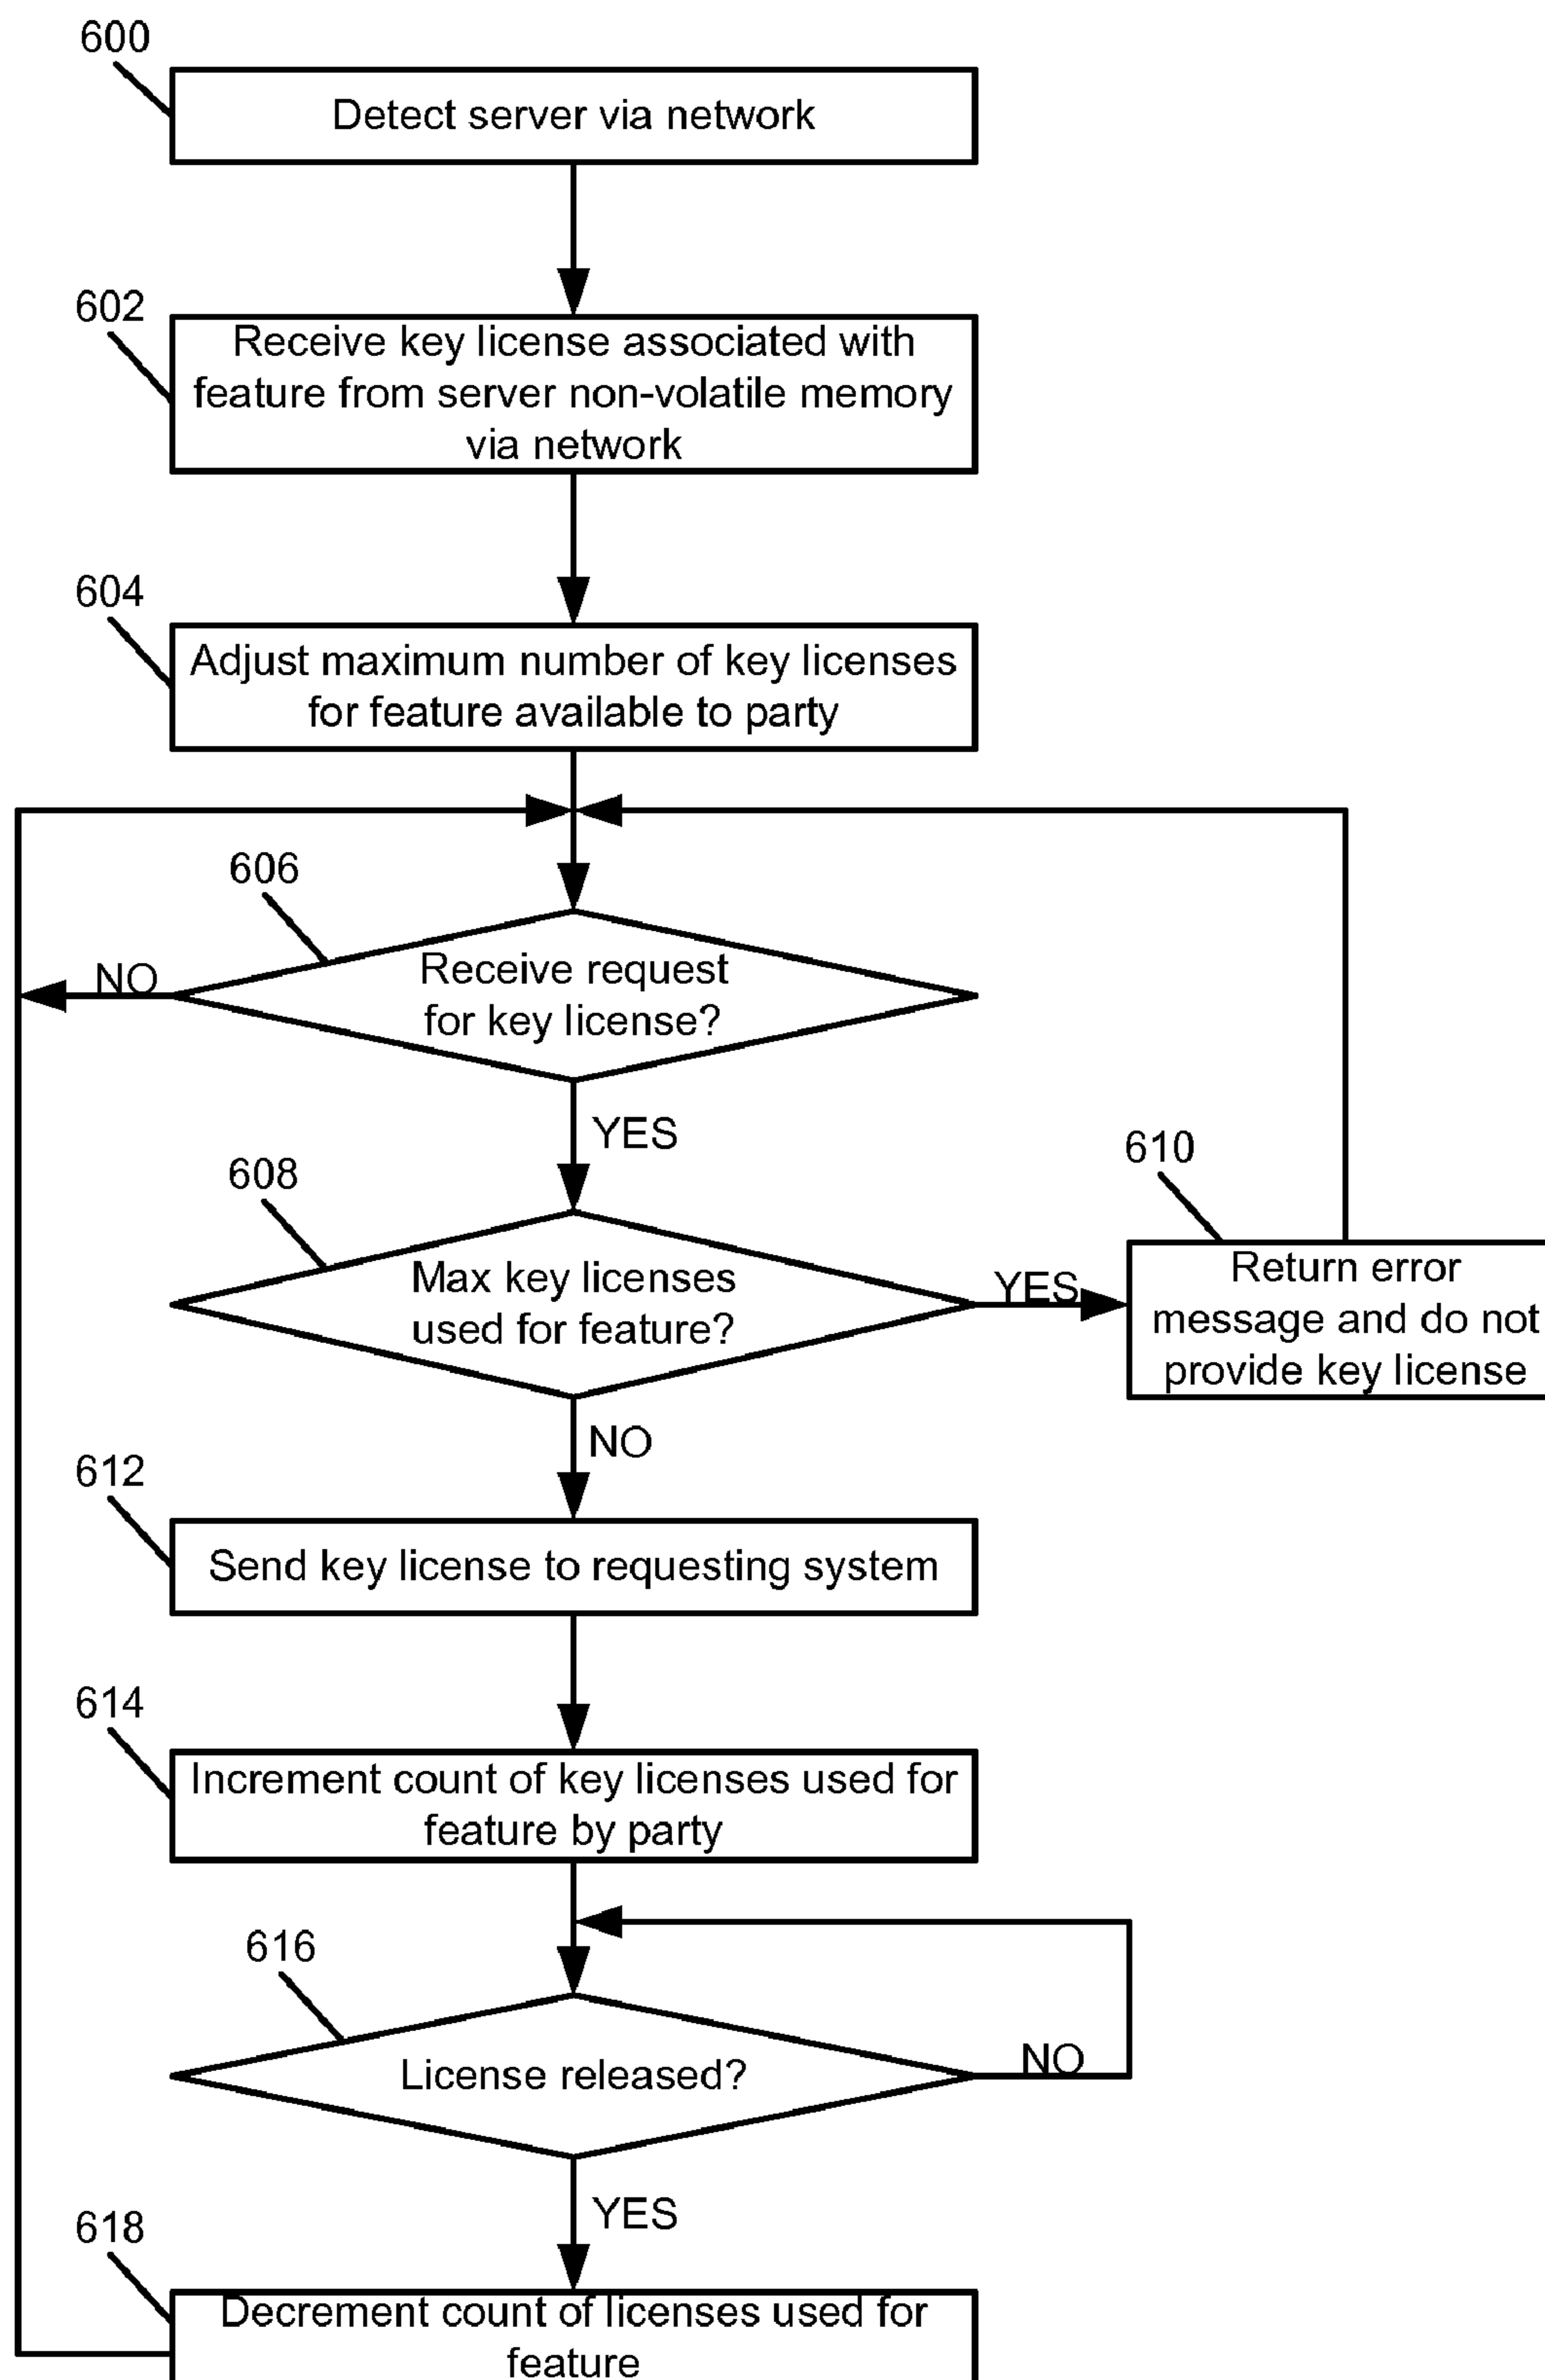 600
Detect server via network
602
Receive key license associated with
feature from server non-volatile memory
via network
604
Adjust maximum number of key licenses
for feature available to party
606
NO
Receive request
for key license?
YES
608
610
Max key licenses
used for feature?
YES
Return error
message and do not
provide key license
NO
612
Send key license to requesting system
614
Increment count of key licenses used for
feature by party
616
License released?
NO
YES
618
Decrement count of licenses used for
feature